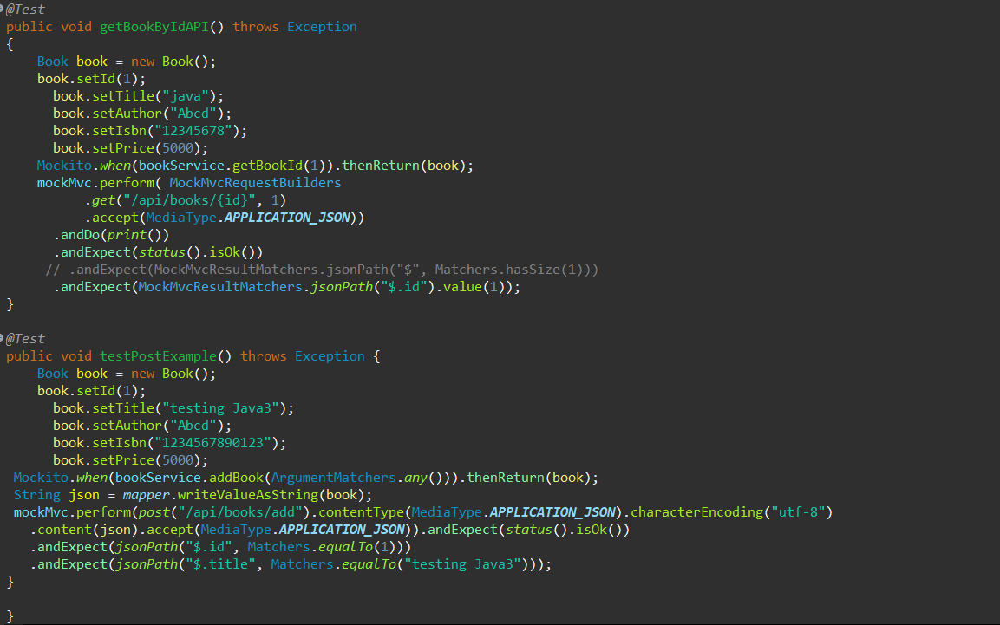 @Test
public void getBookByIdAPI() throws Exception
{
    Book book = new Book();
    book.setId(1);
      book.setTitle("java");
      book.setAuthor("Abcd");
      book.setIsbn("12345678");
      book.setPrice(5000);
    Mockito.when(bookService.getBookId(1)).thenReturn(book);
    mockMvc.perform( MockMvcRequestBuilders
          .get("/api/books/{id}", 1)
          .accept(MediaType.APPLICATION_JSON))
      .andDo(print())
      .andExpect(status().isOk())
     // .andExpect(MockMvcResultMatchers.jsonPath("$", Matchers.hasSize(1)))
      .andExpect(MockMvcResultMatchers.jsonPath("$.id").value(1));
}

@Test
public void testPostExample() throws Exception {
    Book book = new Book();
    book.setId(1);
      book.setTitle("testing Java3");
      book.setAuthor("Abcd");
      book.setIsbn("1234567890123");
      book.setPrice(5000);
 Mockito.when(bookService.addBook(ArgumentMatchers.any())).thenReturn(book);
 String json = mapper.writeValueAsString(book);
 mockMvc.perform(post("/api/books/add").contentType(MediaType.APPLICATION_JSON).characterEncoding("utf-8")
   .content(json).accept(MediaType.APPLICATION_JSON)).andExpect(status().isOk())
   .andExpect(jsonPath("$.id", Matchers.equalTo(1)))
   .andExpect(jsonPath("$.title", Matchers.equalTo("testing Java3")));
}

}